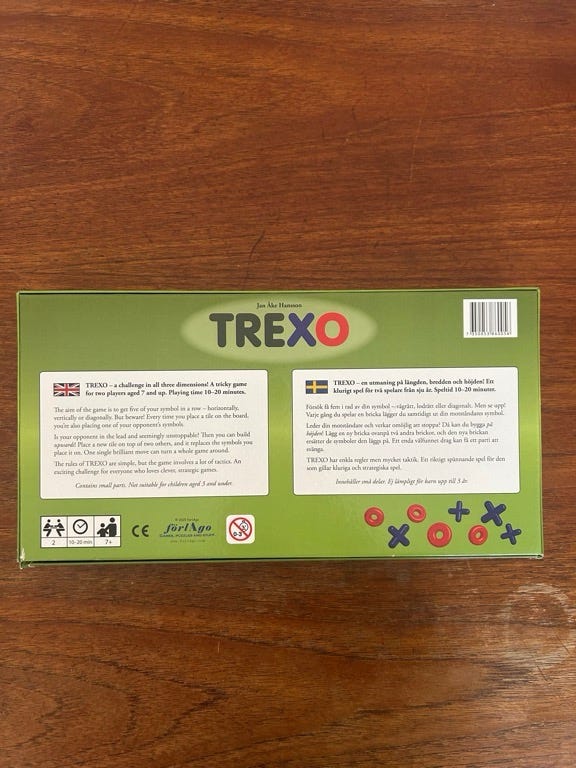 Jan Åke Hansson
TREXO
TREXO – a challenge in all three dimensions! A tricky game
for two players aged 7 and up. Playing time 10–20 minutes.
The aim of the game is to get five of your symbol in a row – horizontally,
vertically or diagonally. But beware! Every time you place a tile on the board,
you're also placing one of your opponent's symbols.
Is your opponent in the lead and seemingly unstoppable? Then you can build
upwards! Place a new tile on top of two others, and it replaces the symbols you
place it on. One single brilliant move can turn a whole game around.
The rules of TREXO are simple, but the game involves a lot of tactics. An
exciting challenge for everyone who loves clever, strategic games.
Contains small parts. Not suitable for children aged 3 and under.
TREXO – en utmaning på längden, bredden och höjden! Ett
klurigt spel för två spelare från sju år. Speltid 10–20 minuter.
Försök få fem i rad av din symbol – vågrätt, lodrätt eller diagonalt. Men se upp!
Varje gång du spelar en bricka lägger du samtidigt ut din motståndares symbol.
Leder din motståndare och verkar omöjlig att stoppa? Då kan du bygga på
höjden! Lägg en ny bricka ovanpå två andra brickor, och den nya brickan
ersätter de symboler den läggs på. Ett enda välfunnet drag kan få ett parti att
svänga.
TREXO har enkla regler men mycket taktik. Ett riktigt spännande spel för den
som gillar kluriga och strategiska spel.
Innehåller små delar. Ej lämpligt för barn upp till 3 år.
2
10–20 min
7+
CE
förlAgo
GAMES, PUZZLES AND STUFF
0-3